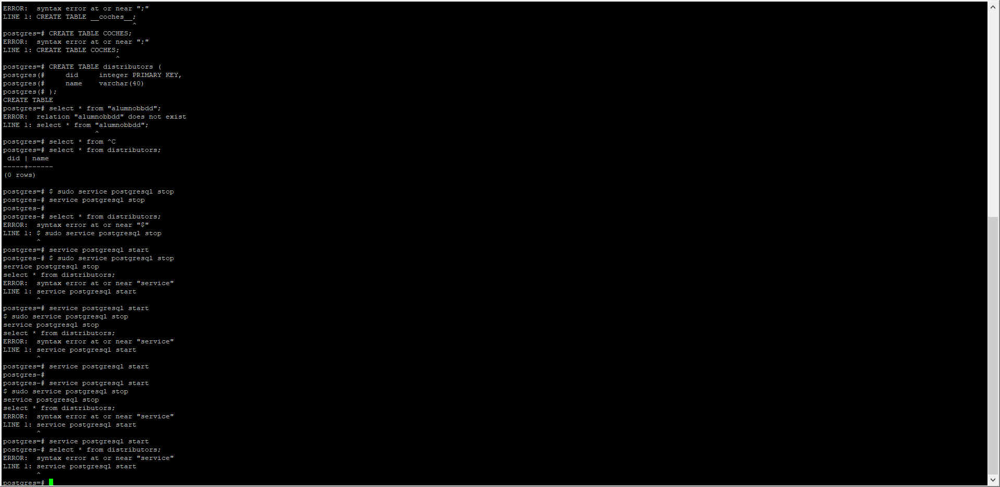 ERROR:  syntax error at or near ";"
LINE 1: CREATE TABLE __coches__;
                               ^
postgres=# CREATE TABLE COCHES;
ERROR:  syntax error at or near ";"
LINE 1: CREATE TABLE COCHES;
                           ^
postgres=# CREATE TABLE distributors (
postgres(#     did     integer PRIMARY KEY,
postgres(#     name    varchar(40)
postgres(# );
CREATE TABLE
postgres=# select * from "alumnobbdd";
ERROR:  relation "alumnobbdd" does not exist
LINE 1: select * from "alumnobbdd";
                      ^
postgres=# select * from ^C
postgres=# select * from distributors;
 did | name
-----+------
(0 rows)

postgres=# $ sudo service postgresql stop
postgres-# service postgresql stop
postgres-#
postgres-# select * from distributors;
ERROR:  syntax error at or near "$"
LINE 1: $ sudo service postgresql stop
        ^
postgres=# service postgresql start
postgres-# $ sudo service postgresql stop
service postgresql stop
select * from distributors;
ERROR:  syntax error at or near "service"
LINE 1: service postgresql start
        ^
postgres=# service postgresql start
$ sudo service postgresql stop
service postgresql stop
select * from distributors;
ERROR:  syntax error at or near "service"
LINE 1: service postgresql start
        ^
postgres=# service postgresql start
postgres-#
postgres-# service postgresql start
$ sudo service postgresql stop
service postgresql stop
select * from distributors;
ERROR:  syntax error at or near "service"
LINE 1: service postgresql start
        ^
postgres=# service postgresql start
postgres-# select * from distributors;
ERROR:  syntax error at or near "service"
LINE 1: service postgresql start
        ^
postgres=#